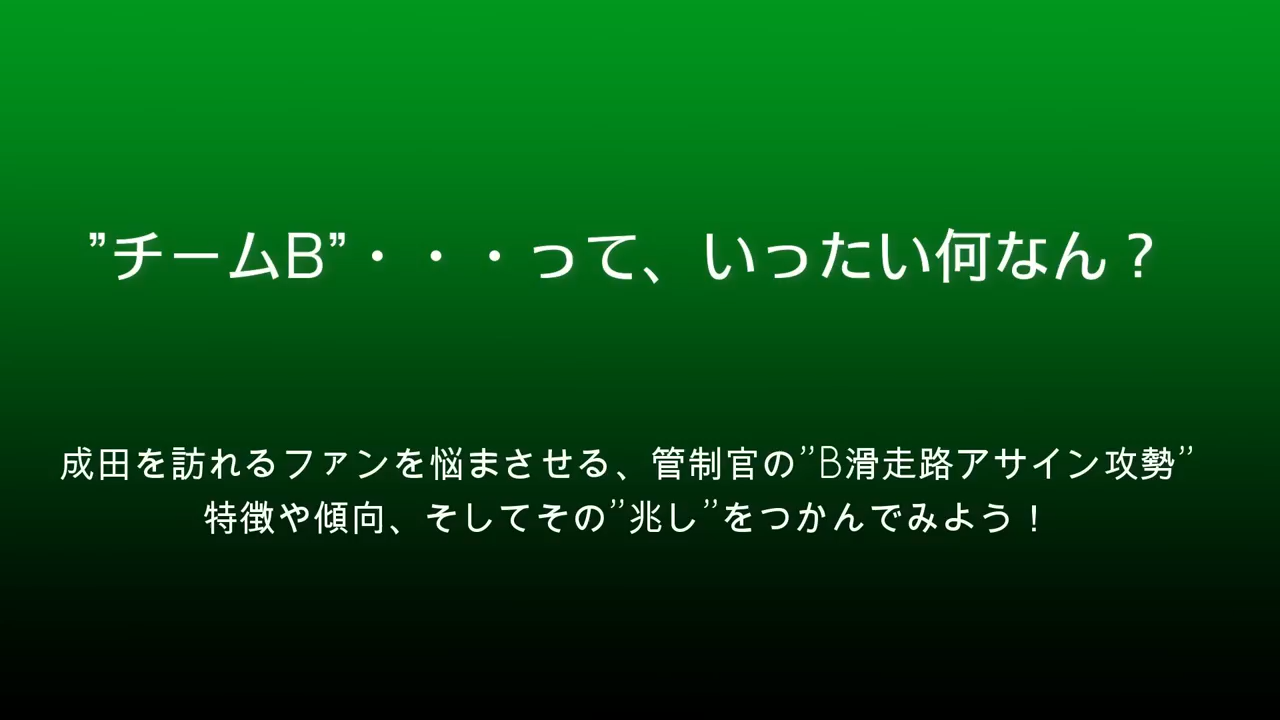 ”チームB”・・・って、いったい何なん？
成田を訪れるファンを悩まさせる、管制官の”B滑走路アサイン攻勢”
特徴や傾向、そしてその”兆し”をつかんでみよう！